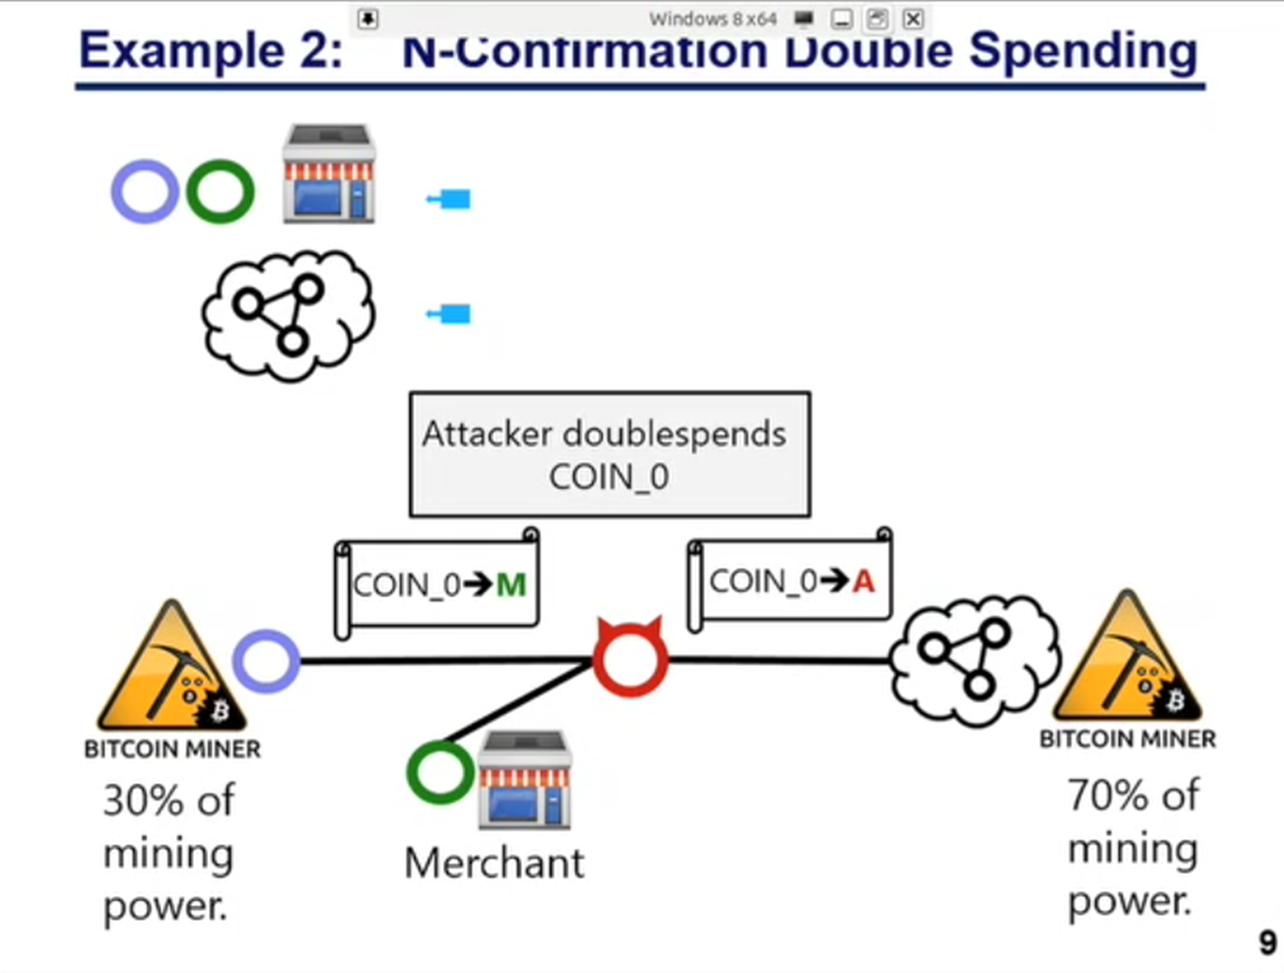 Windows 8 x64
Example 2: N-Confirmation Double Spending
Attacker doublespends
COIN_0
COIN_0➔M
COIN_0➔A
BITCOIN MINER
30% of
mining
power.
Merchant
BITCOIN MINER
70% of
mining
power.
9